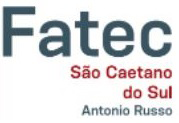 Fatec
São Caetano
do Sul
Antonio Russo